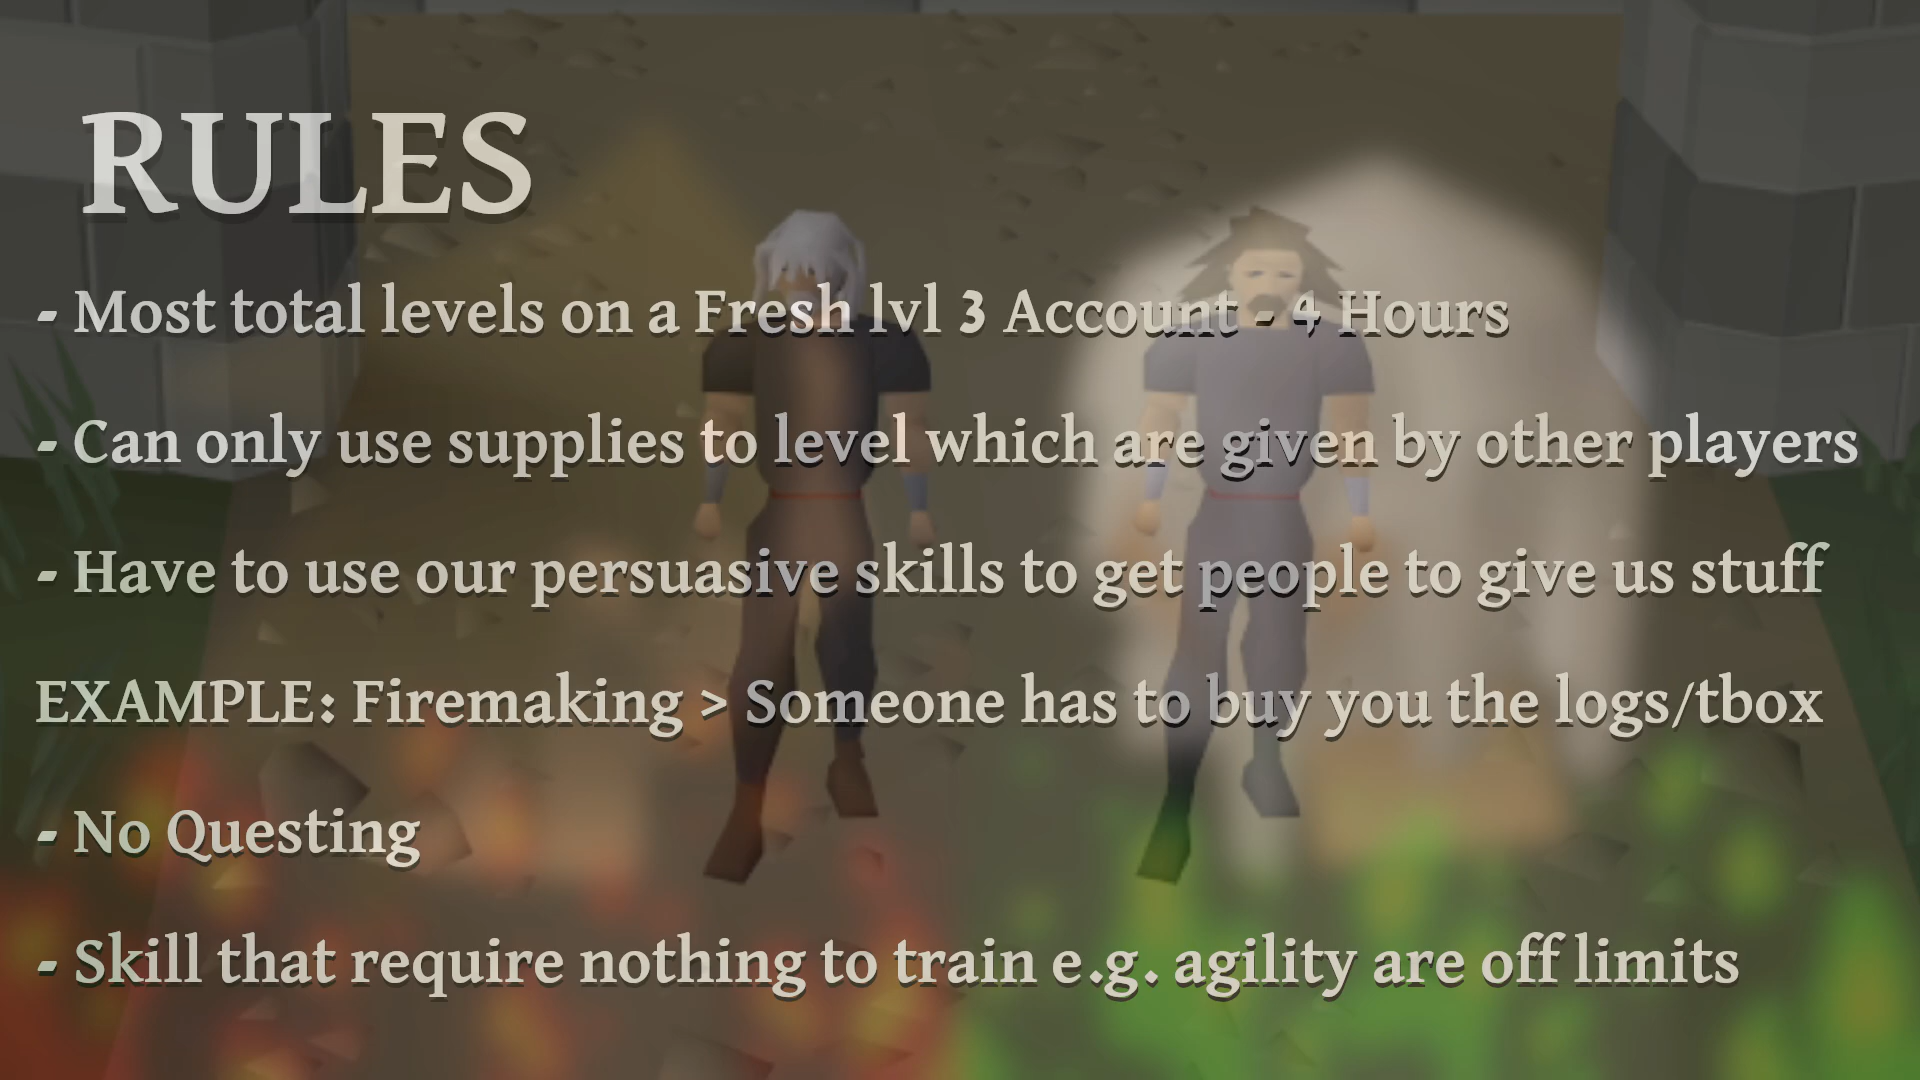 RULES
- Most total levels on a Fresh lvl 3 Account - 4 Hours
- Can only use supplies to level which are given by other players
- Have to use our persuasive skills to get people to give us stuff
EXAMPLE: Firemaking > Someone has to buy you the logs/tbox
- No Questing
- Skill that require nothing to train e.g. agility are off limits